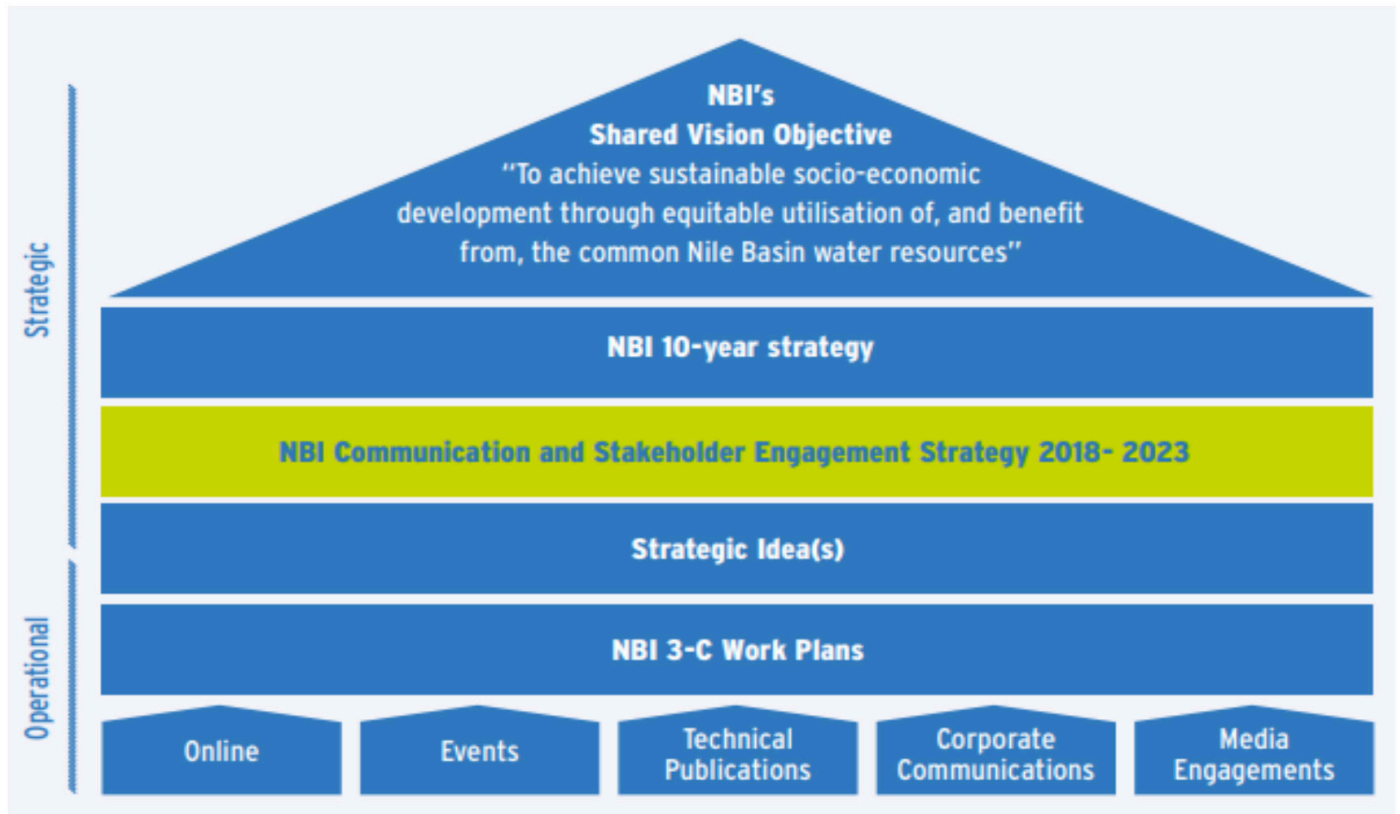 NBI's
Shared Vision Objective
“To achieve sustainable socio-economic
development through equitable utilisation of, and benefit
from, the common Nile Basin water resources”
Strategic
NBI 10-year strategy
NBI Communication and Stakeholder Engagement Strategy 2018- 2023
Strategic Idea(s)
Operational
NBI 3-C Work Plans
Online
Events
Technical
Publications
Corporate
Communications
Media
Engagements